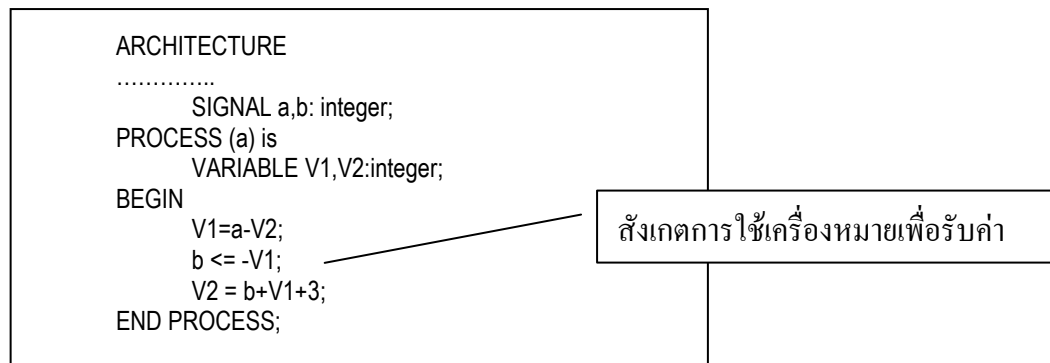 ARCHITECTURE
…………..
SIGNAL a,b: integer;
PROCESS (a) is
VARIABLE V1,V2:integer;
BEGIN
V1=a-V2;
b <= -V1;
V2 = b+V1+3;
END PROCESS;
สังเกตการใช้เครื่องหมายเพื่อรับค่า